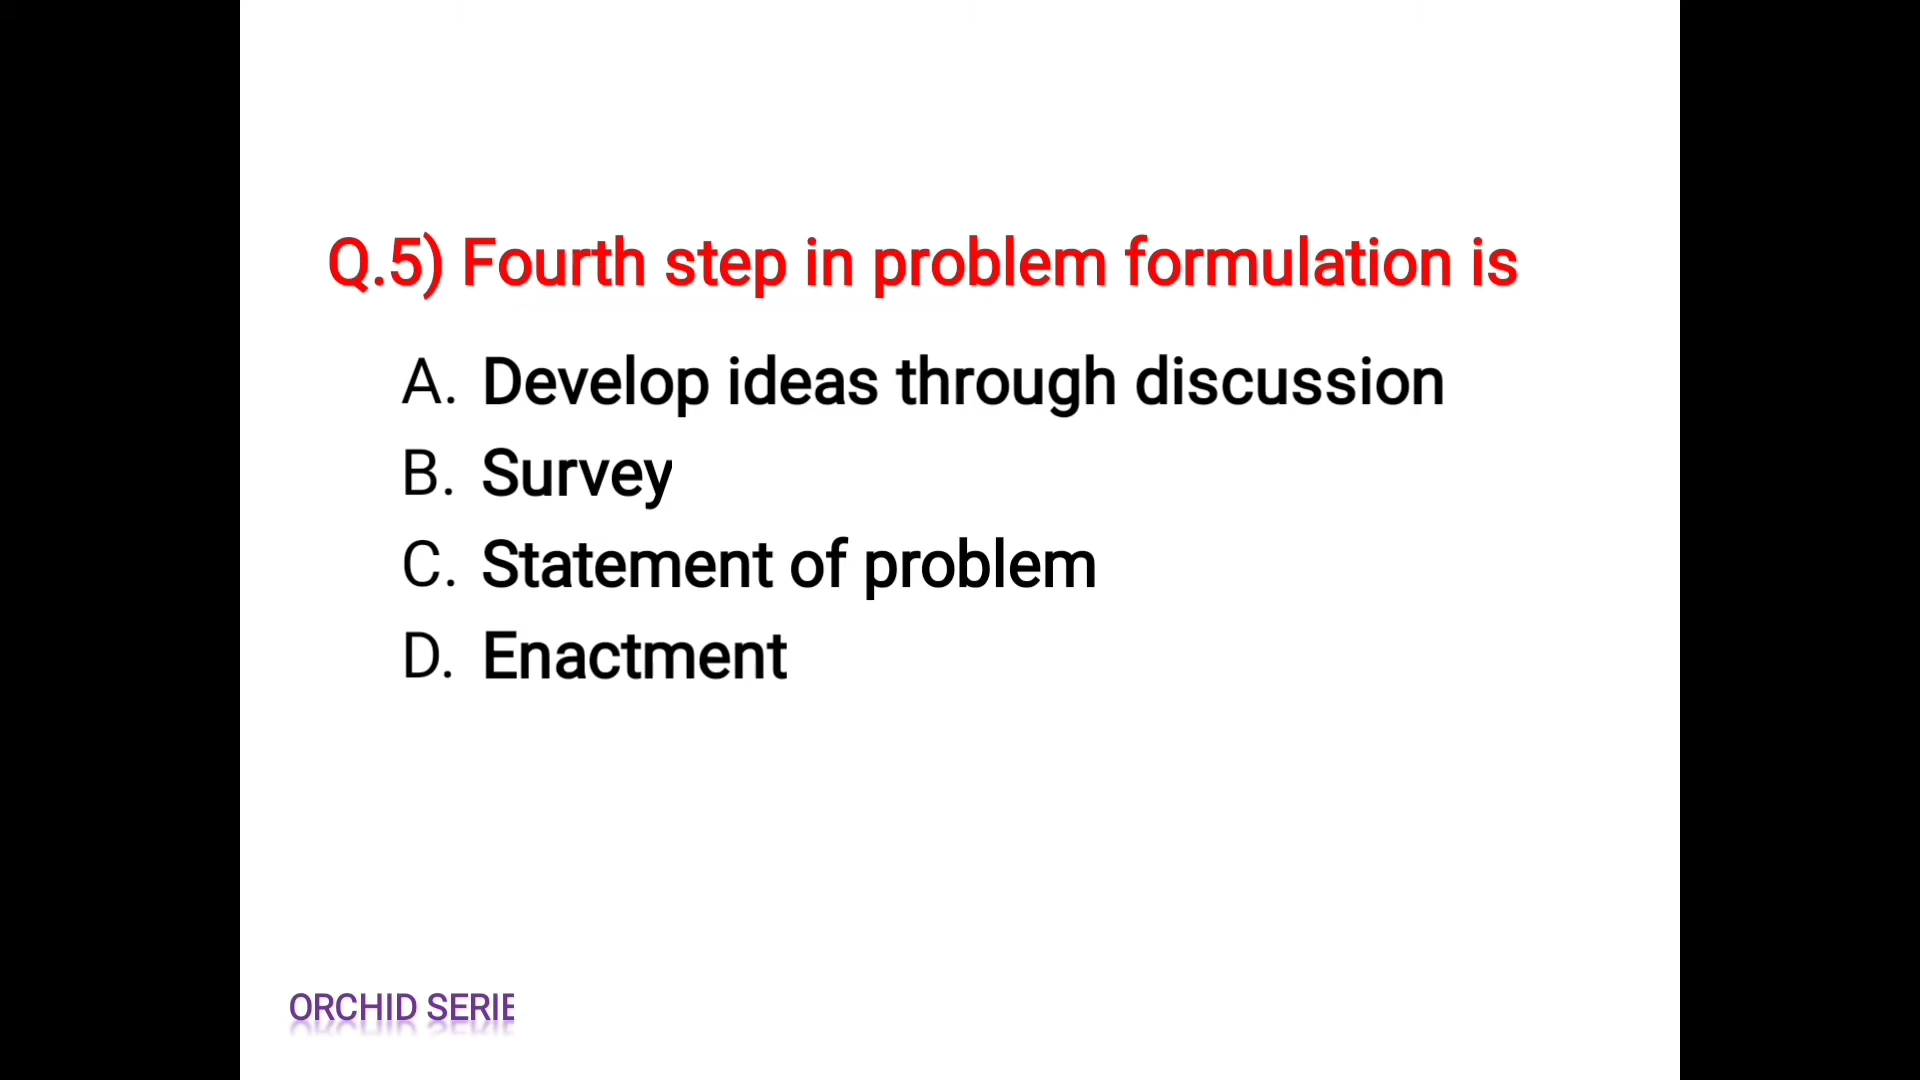 Q.5) Fourth step in problem formulation is
A. Develop ideas through discussion
B. Survey
C. Statement of problem
D. Enactment
ORCHID SERIE